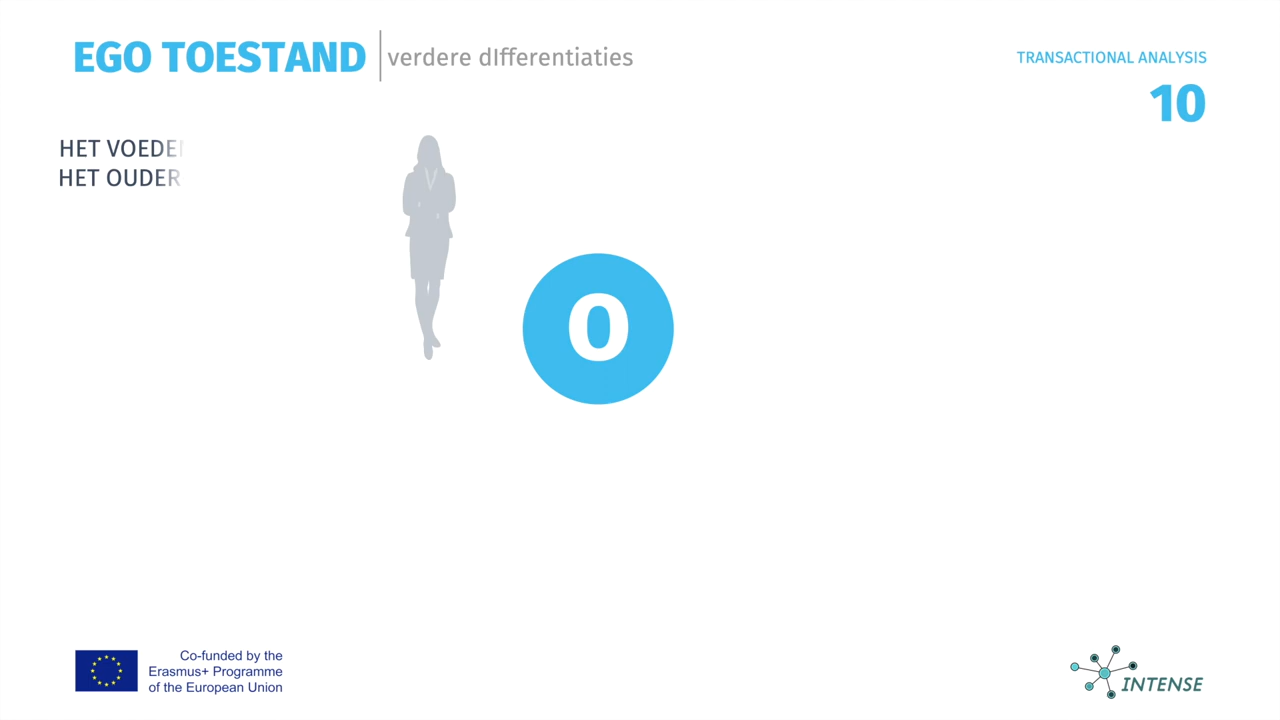 EGO TOESTAND
verdere dIfferentiaties
TRANSACTIONAL ANALYSIS
10
HET
HET OUDER
O
Co-funded by the
Erasmus+ Programme
of the European Union
INTENSE